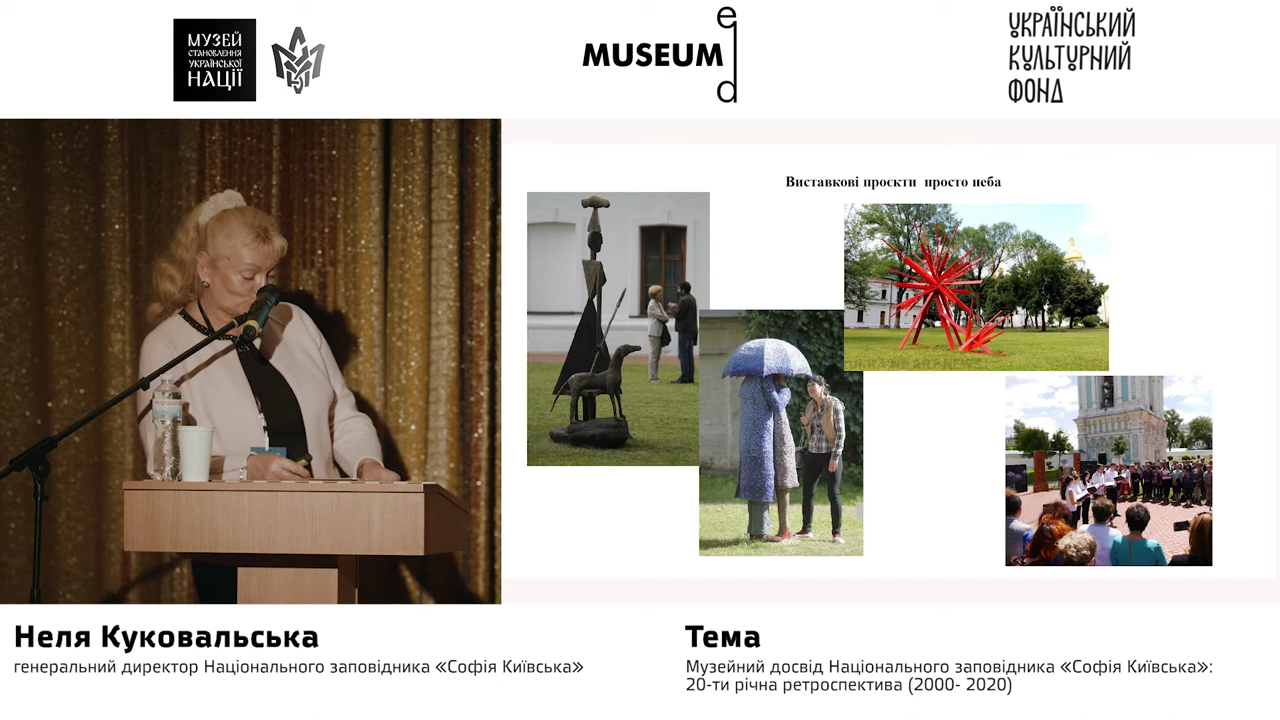 МУЗЕЙ
СТАНОВЛЕННЯ
УКРАЇНСЬКОЇ
НАЦІЇ
MUSEUM
ed
УКРАЇНСЬКИЙ
КУЛЬТУРНИЙ
ФОНД
Виставкові проєкти просто неба
Неля Куковальська
генеральний директор Національного заповідника «Софія Київська»
Тема
Музейний досвід Національного заповідника «Софія Київська»:
20-ти річна ретроспектива (2000- 2020)